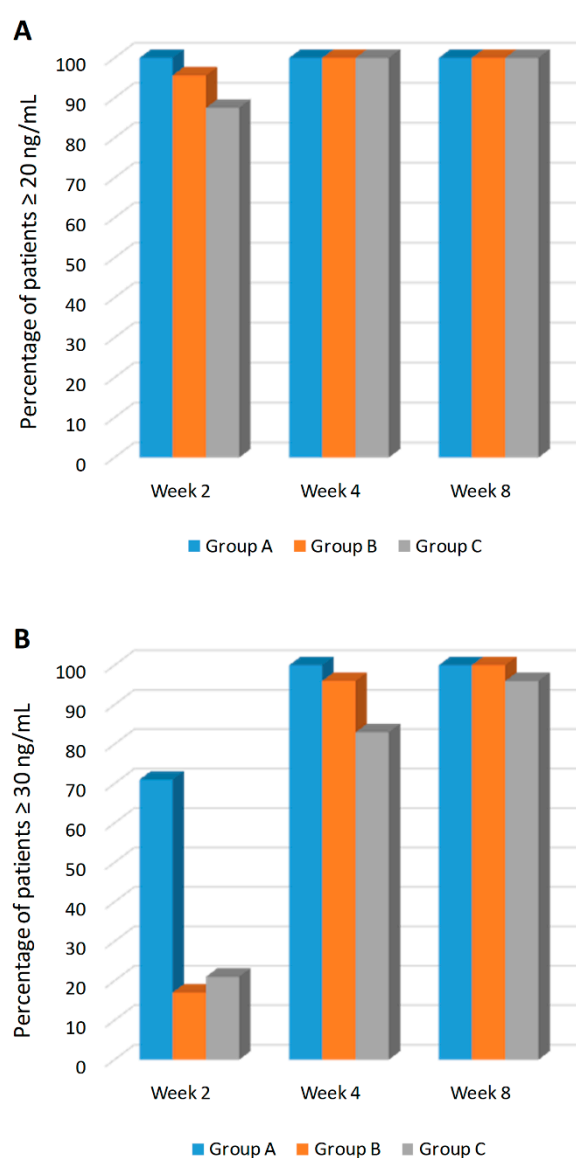 A
Percentage of patients ≥ 20 ng/mL
100
90
80
70
60
50
40
30
20
10
0
Week 2 Week 4 Week 8
Group A Group B Group C
B
Percentage of patients ≥ 30 ng/mL
100
90
80
70
60
50
40
30
20
10
0
Week 2 Week 4 Week 8
Group A Group B Group C